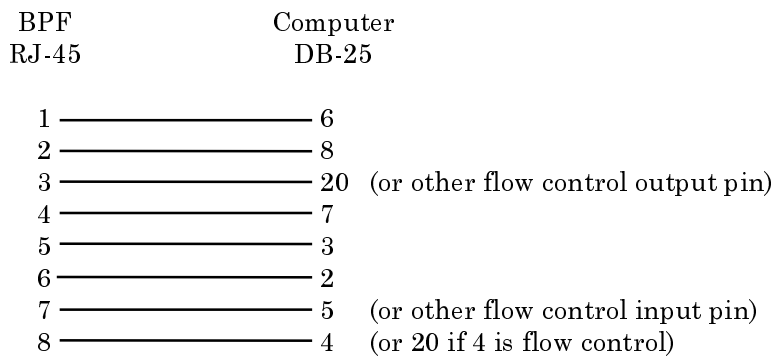 BPF Computer
RJ-45 DB-25
1 6
2 8
3 20 (or other flow control output pin)
4 7
5 3
6 2
7 5 (or other flow control input pin)
8 4 (or 20 if 4 is flow control)